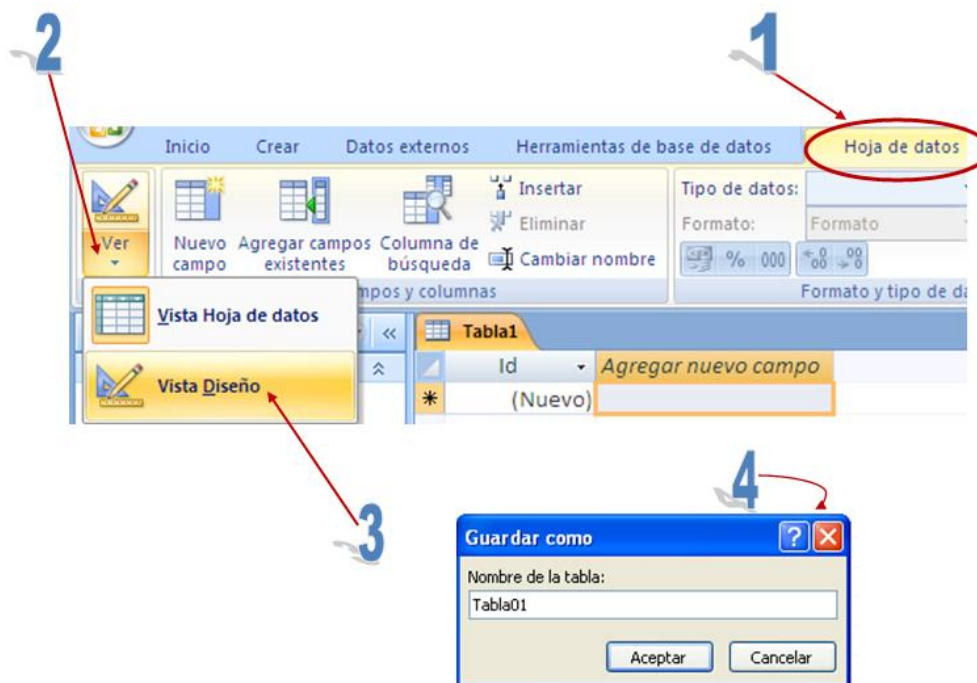 2
1
Inicio Crear Datos externos Herramientas de base de datos Hoja de datos
Ver
Nuevo campo
Agregar campos existentes
Columna de búsqueda
Insertar
Eliminar
Cambiar nombre
Tipo de datos:
Formato: Formato
% 000
,00 ,00
mpos y columnas
Formato y tipo de da
Vista Hoja de datos
Vista Diseño
Tabla1
Id Agregar nuevo campo
(Nuevo)
3
4
Guardar como
Nombre de la tabla:
Tabla01
Aceptar Cancelar